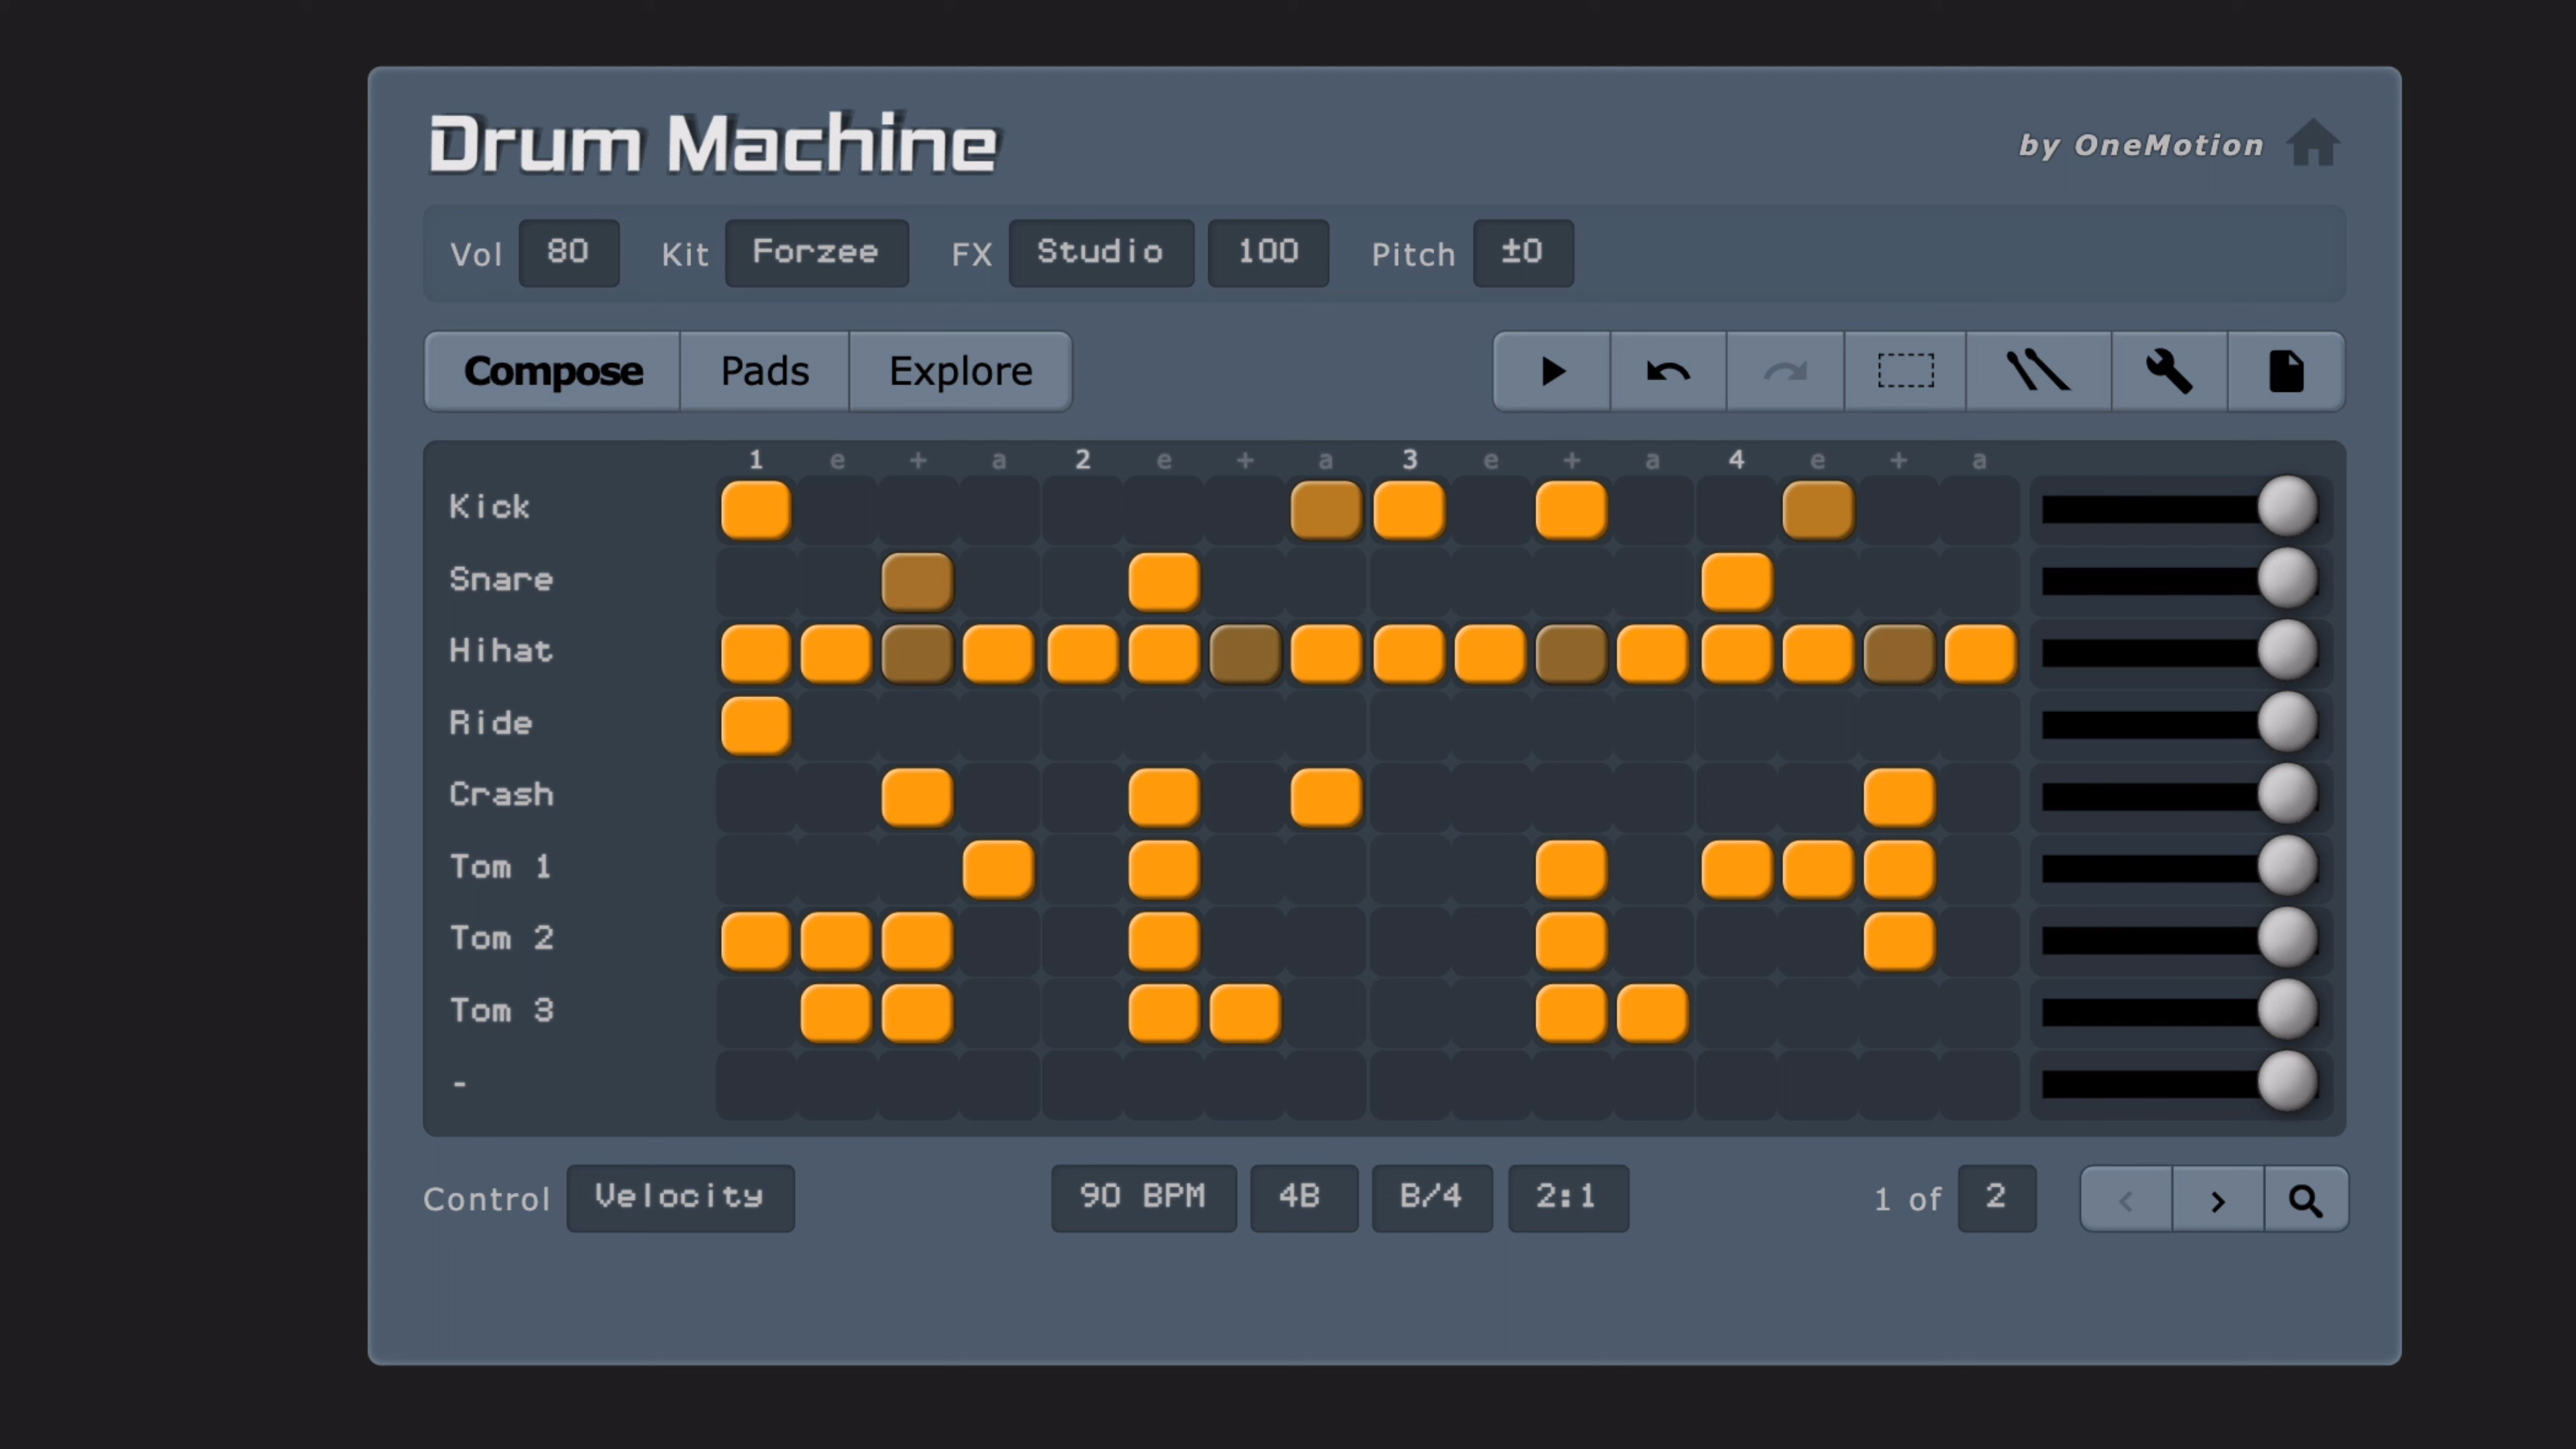 Drum Machine
by OneMotion
Vol 80 Kit Forzee FX Studio 100 Pitch ±0
Compose Pads Explore
1 e + a 2 e + a 3 e + a 4 e + a
Kick
Snare
Hihat
Ride
Crash
Tom 1
Tom 2
Tom 3
-
Control Velocity 90 BPM 4B B/4 2:1 1 of 2 < >